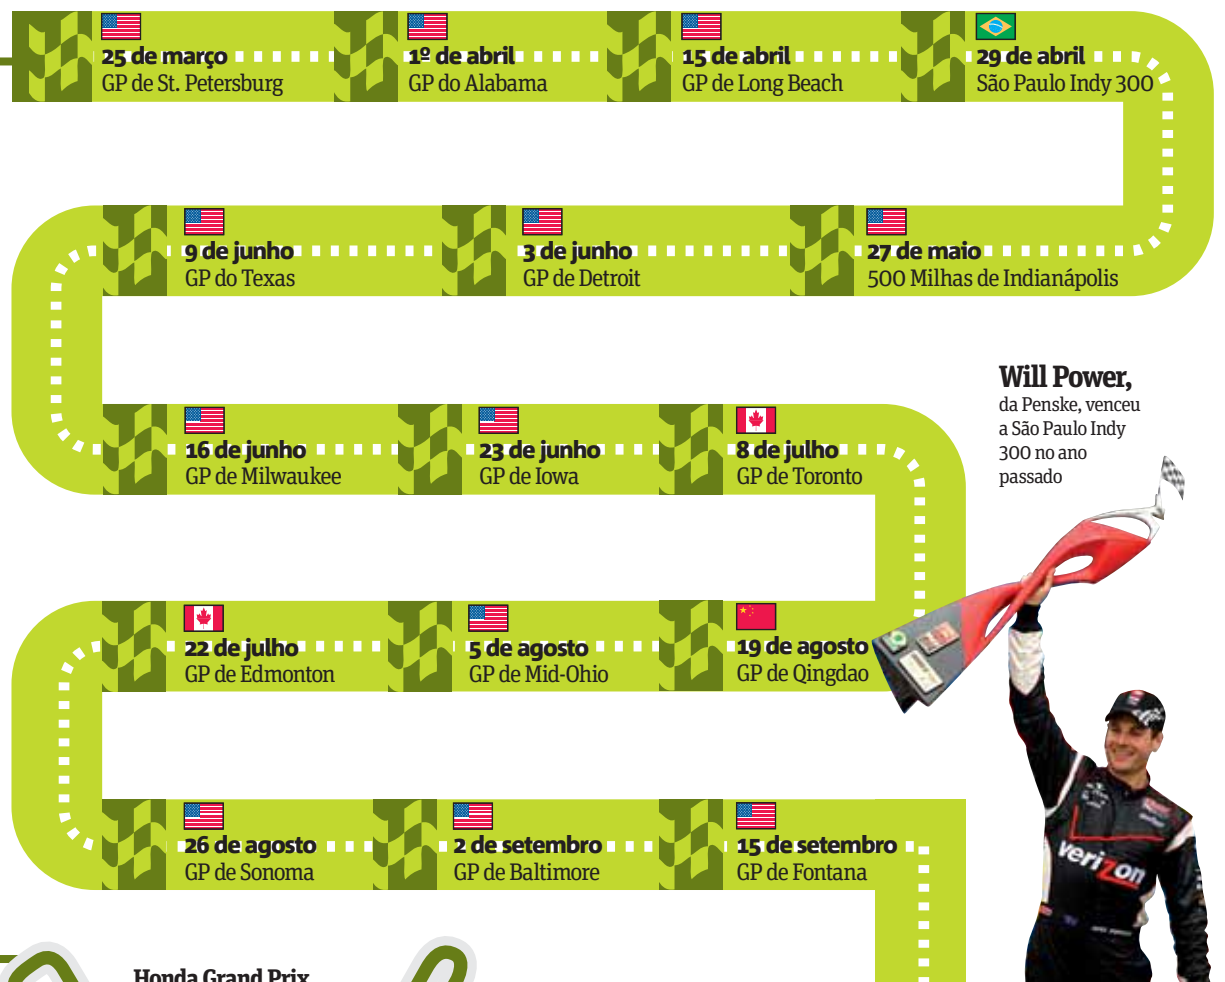 25 de março
GP de St. Petersburg
1º de abril
GP do Alabama
15 de abril
GP de Long Beach
29 de abril
São Paulo Indy 300
9 de junho
GP do Texas
3 de junho
GP de Detroit
27 de maio
500 Milhas de Indianápolis
Will Power,
da Penske, venceu
a São Paulo Indy
300 no ano
passado
16 de junho
GP de Milwaukee
23 de junho
GP de Iowa
8 de julho
GP de Toronto
22 de julho
GP de Edmonton
5 de agosto
GP de Mid-Ohio
19 de agosto
GP de Qingdao
26 de agosto
GP de Sonoma
2 de setembro
GP de Baltimore
15 de setembro
GP de Fontana
verizon
Honda Grand Prix